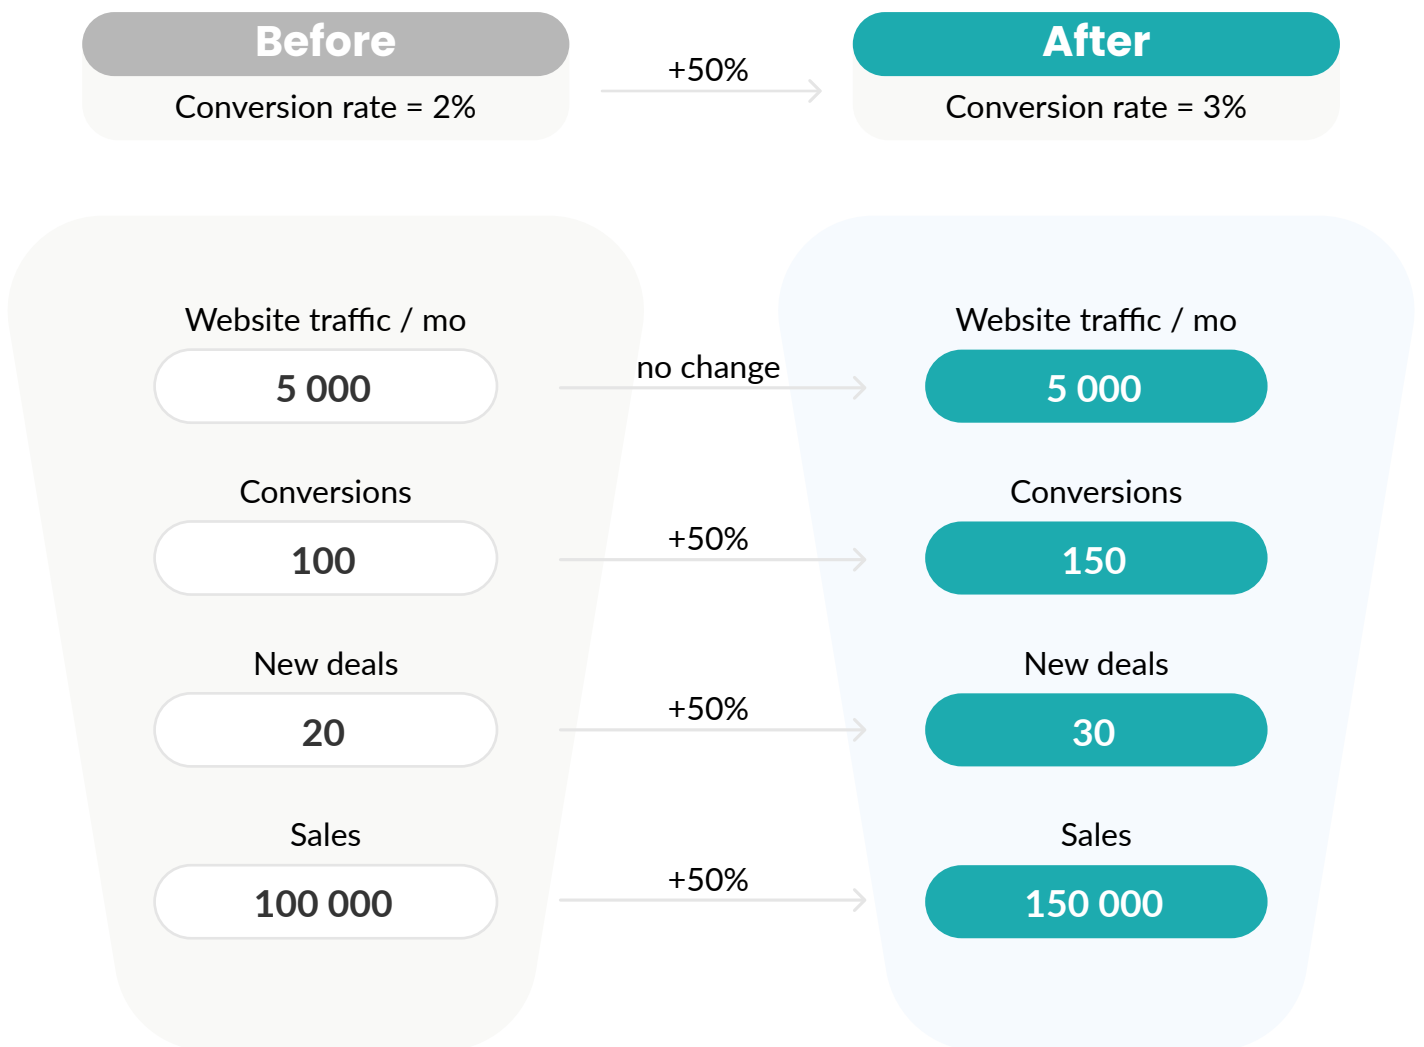 Before
After
+50%
Conversion rate = 2%
Conversion rate = 3%
Website traffic / mo
Website traffic / mo
no change
5 000
5 000
Conversions
Conversions
+50%
100
150
New deals
New deals
+50%
20
30
Sales
Sales
+50%
100 000
150 000